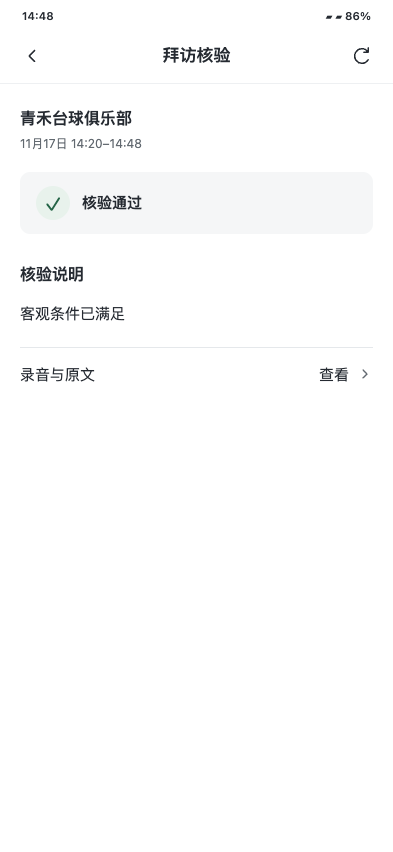 14:48
86%
拜访核验
青禾台球俱乐部
11月17日 14:20–14:48
核验通过
核验说明
客观条件已满足
录音与原文 查看